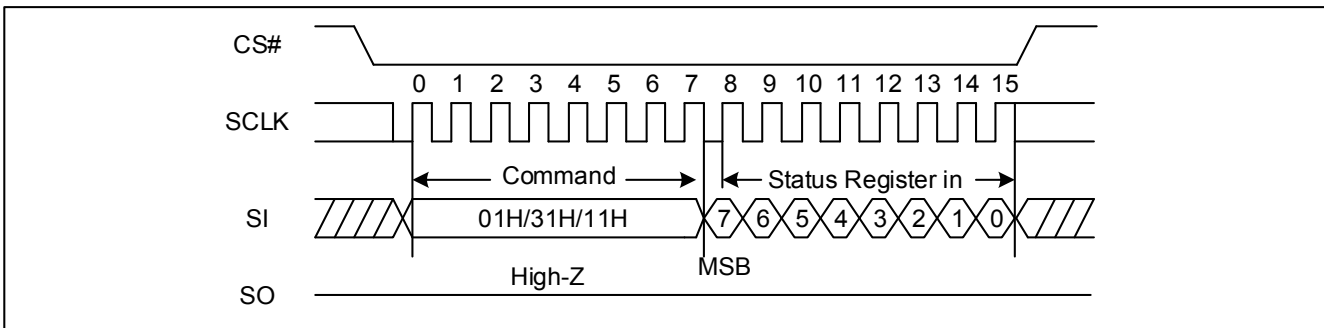 CS#
0 1 2 3 4 5 6 7 8 9 10 11 12 13 14 15
SCLK
Command Status Register in
SI 01H/31H/11H 7 6 5 4 3 2 1 0
High-Z MSB
SO